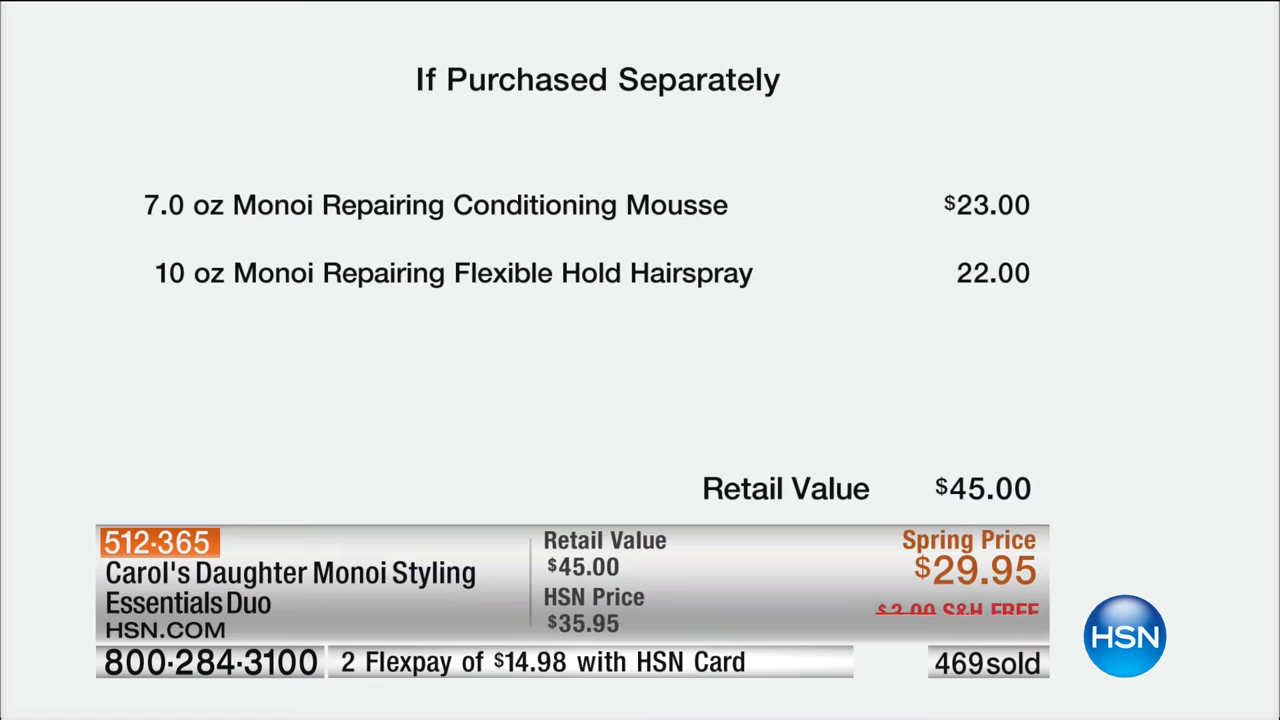 If Purchased Separately
7.0 oz Monoi Repairing Conditioning Mousse $23.00
10 oz Monoi Repairing Flexible Hold Hairspray 22.00
Retail Value $45.00
512·365
Carol's Daughter Monoi Styling
Essentials Duo
HSN.COM
Retail Value
$45.00
HSN Price
$35.95
Spring Price
$29.95
S&H FREE
HSN
800·284·3100
2 Flexpay of $14.98 with HSN Card
469 sold